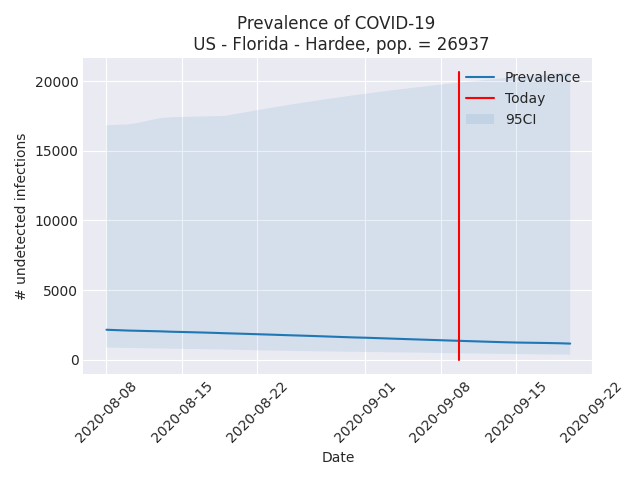 Prevalence of COVID-19
US - Florida - Hardee, pop. = 26937
# undetected infections
20000
15000
10000
5000
0
Prevalence
Today
95CI
2020-08-08
2020-08-15
2020-08-22
2020-09-01
2020-09-08
2020-09-15
2020-09-22
Date